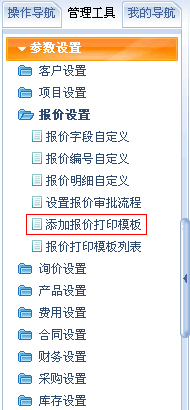 操作导航 管理工具 我的导航
参数设置
客户设置
项目设置
报价设置
报价字段自定义
报价编号自定义
报价明细自定义
设置报价审批流程
添加报价打印模板
报价打印模板列表
询价设置
产品设置
费用设置
合同设置
财务设置
采购设置
库存设置